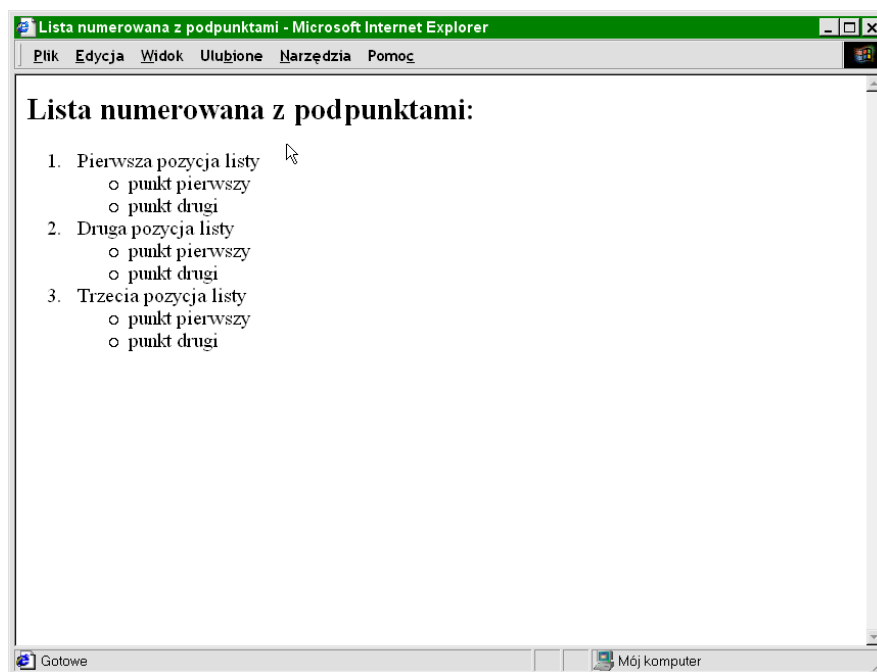 Lista numerowana z podpunktami - Microsoft Internet Explorer
Plik Edycja Widok Ulubione Narzędzia Pomoc
Lista numerowana z podpunktami:
1. Pierwsza pozycja listy
o punkt pierwszy
o punkt drugi
2. Druga pozycja listy
o punkt pierwszy
o punkt drugi
3. Trzecia pozycja listy
o punkt pierwszy
o punkt drugi
Gotowe Mój komputer